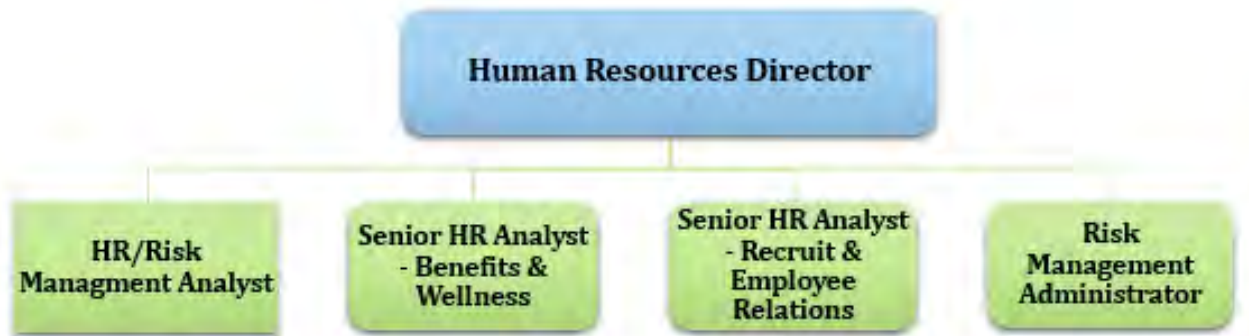 Human Resources Director
HR/Risk
Managment Analyst
Senior HR Analyst
- Benefits &
Wellness
Senior HR Analyst
- Recruit &
Employee
Relations
Risk
Management
Administrator